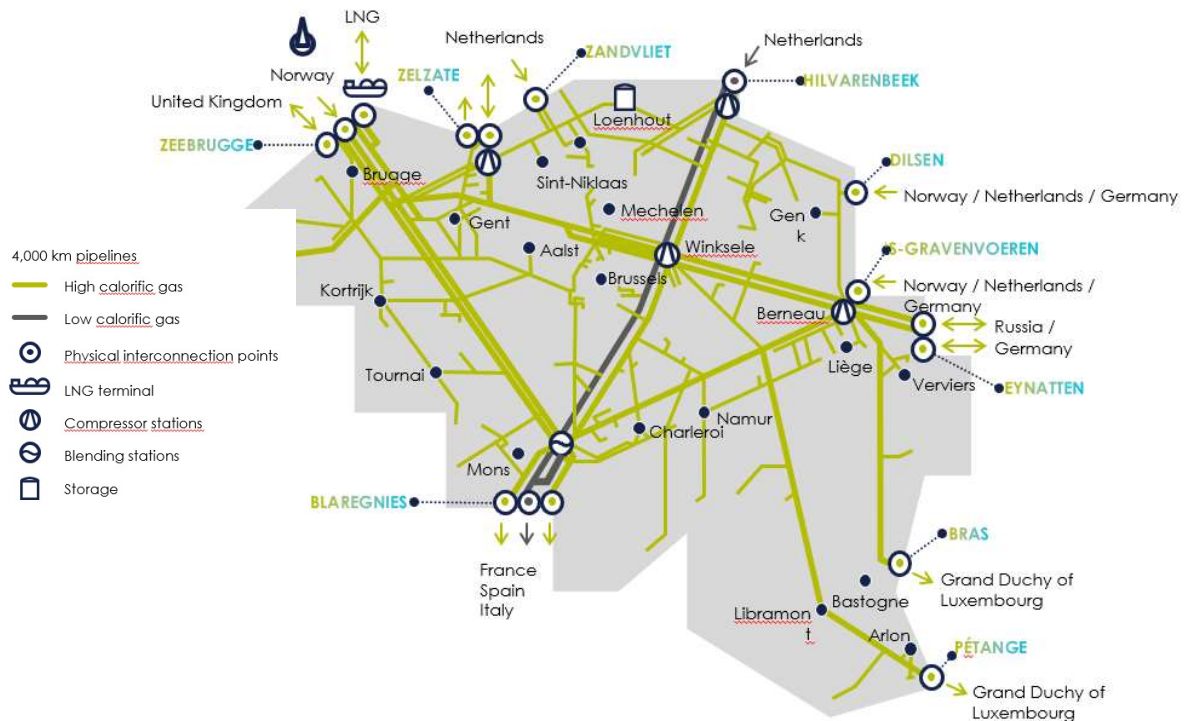 LNG
Netherlands
ZANDVLIET
Netherlands
Norway
ZELZATE
HILVARENBEEK
United Kingdom
Loenhout
ZEEBRUGGE
Brugge
Sint-Niklaas
DILSEN
Norway / Netherlands / Germany
Mechelen
Gen
k
Gent
4,000 km pipelines
Aalst
Winksele
'S-GRAVENVOEREN
High calorific gas
Kortrijk
Brussels
Norway / Netherlands /
Germany
Low calorific gas
Berneau
Russia /
Germany
Physical interconnection points
Tournai
Liège
Verviers
EYNATTEN
LNG terminal
Compressor stations
Charleroi
Namur
Blending stations
Mons
Storage
BLAREGNIES
France
Spain
Italy
BRAS
Grand Duchy of
Luxembourg
Bastogne
Libramon
t
Arlon
PÉTANGE
Grand Duchy of
Luxembourg